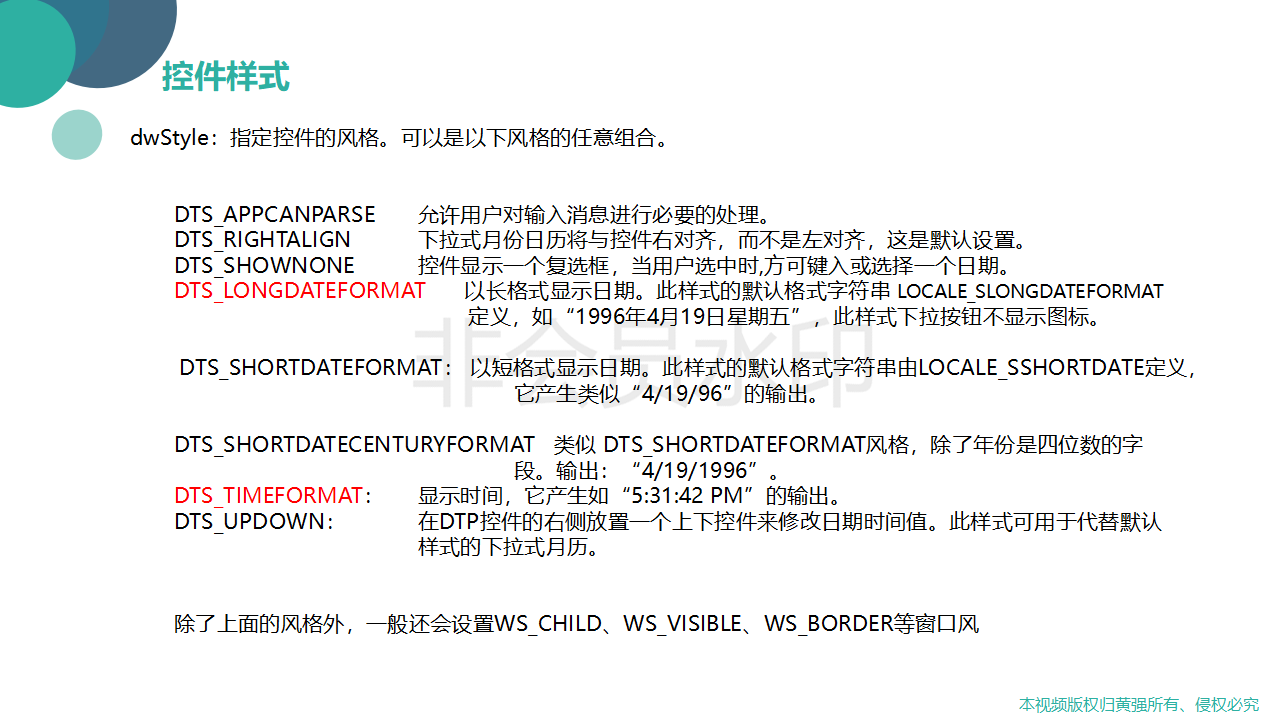 控件样式
dwStyle：指定控件的风格。可以是以下风格的任意组合。
DTS_APPCANPARSE 允许用户对输入消息进行必要的处理。
DTS_RIGHTALIGN 下拉式月份日历将与控件右对齐，而不是左对齐，这是默认设置。
DTS_SHOWNONE 控件显示一个复选框，当用户选中时,方可键入或选择一个日期。
DTS_LONGDATEFORMAT 以长格式显示日期。此样式的默认格式字符串 LOCALE_SLONGDATEFORMAT
定义，如“1996年4月19日星期五”，此样式下拉按钮不显示图标。
非会员水印
DTS_SHORTDATEFORMAT： 以短格式显示日期。此样式的默认格式字符串由LOCALE_SSHORTDATE定义，
它产生类似“4/19/96”的输出。
DTS_SHORTDATECENTURYFORMAT 类似 DTS_SHORTDATEFORMAT风格，除了年份是四位数的字
段。输出：“4/19/1996”。
DTS_TIMEFORMAT： 显示时间，它产生如“5:31:42 PM”的输出。
DTS_UPDOWN： 在DTP控件的右侧放置一个上下控件来修改日期时间值。此样式可用于代替默认
样式的下拉式月历。
除了上面的风格外，一般还会设置WS_CHILD、WS_VISIBLE、WS_BORDER等窗口风
本视频版权归黄强所有、侵权必究